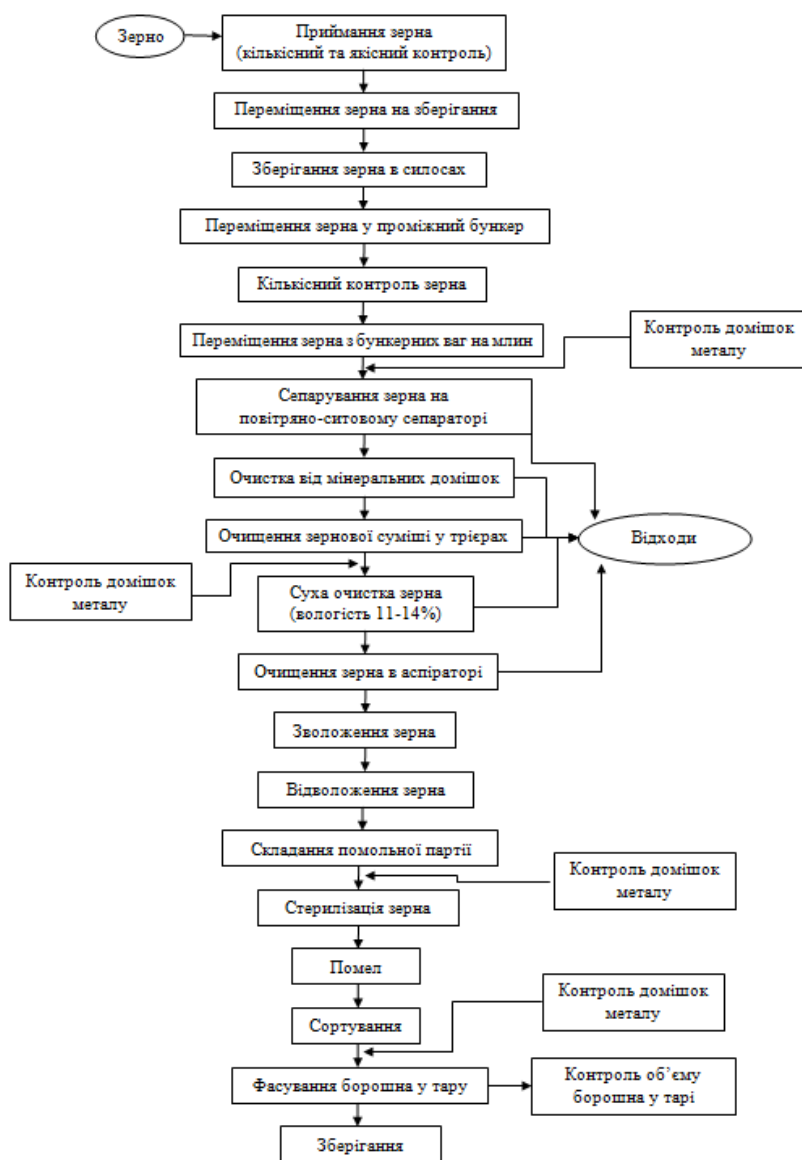 Зерно
Приймання зерна
(кількісний та якісний контроль)
Переміщення зерна на зберігання
Зберігання зерна в силосах
Переміщення зерна у проміжний бункер
Кількісний контроль зерна
Переміщення зерна з бункерних ваг на млин
Контроль домішок
металу
Сепарування зерна на
повітряно-ситовому сепараторі
Очистка від мінеральних домішок
Очищення зернової суміші у трієрах
Відходи
Контроль домішок
металу
Суха очистка зерна
(вологість 11-14%)
Очищення зерна в аспіраторі
Зволоження зерна
Відволоження зерна
Складання помольної партії
Контроль домішок
металу
Стерилізація зерна
Помел
Контроль домішок
металу
Сортування
Фасування борошна у тару
Контроль об’єму
борошна у тарі
Зберігання